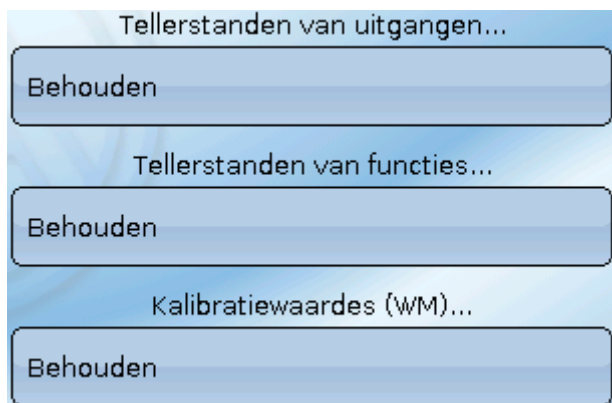 Tellerstanden van uitgangen...
Behouden
Tellerstanden van functies...
Behouden
Kalibratiewaardes (WM)...
Behouden